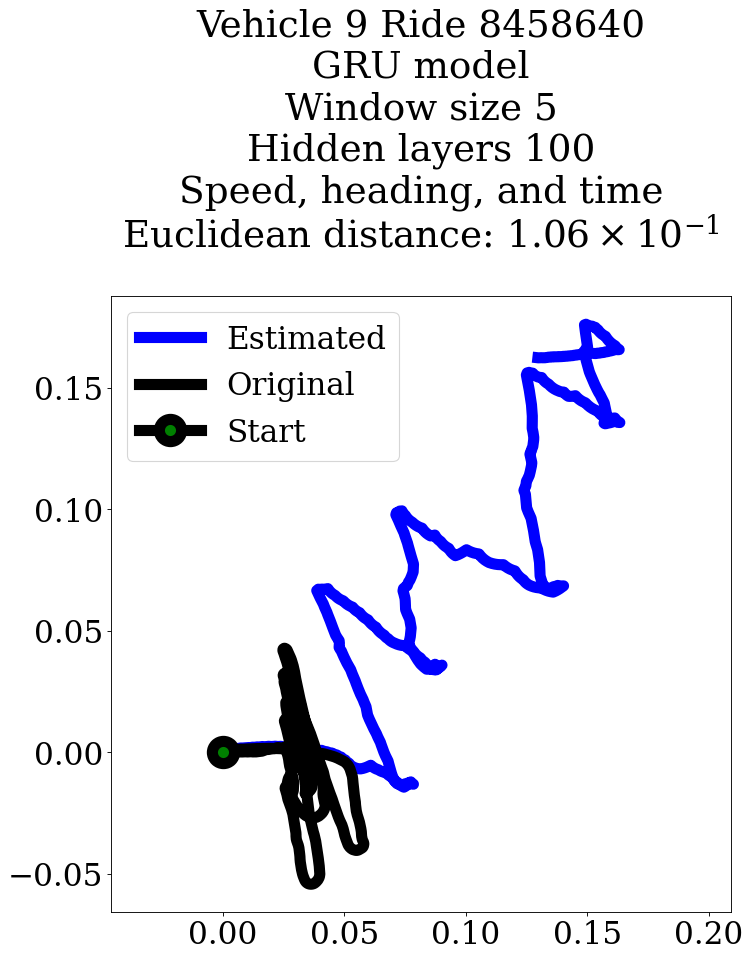 Vehicle 9 Ride 8458640
GRU model
Window size 5
Hidden layers 100
Speed, heading, and time
Euclidean distance: 1.06 × 10⁻¹
Estimated
Original
Start
0.15
0.10
0.05
0.00
−0.05
0.00 0.05 0.10 0.15 0.20